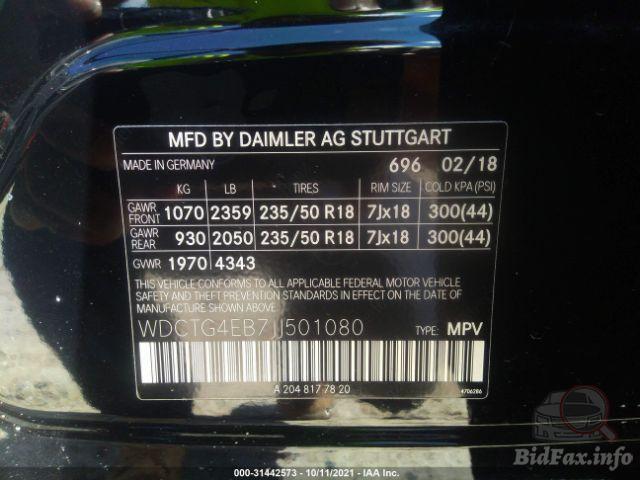 MFD BY DAIMLER AG STUTTGART
MADE IN GERMANY 696 02/18
KG LB TIRES RIM SIZE COLD KPA (PSI)
GAWR FRONT 1070 2359 235/50 R18 7Jx18 300(44)
GAWR REAR 930 2050 235/50 R18 7Jx18 300(44)
GVWR 1970 4343
THIS VEHICLE CONFORMS TO ALL APPLICABLE FEDERAL MOTOR VEHICLE
SAFETY AND THEFT PREVENTION STANDARDS IN EFFECT ON THE DATE
OF MANUFACTURE SHOWN ABOVE.
WDCTG4EB7JJ501080 TYPE: MPV
A 204 817 78 20 4706286
BidFax.info
000-31442573 - 10/11/2021 - IAA Inc.